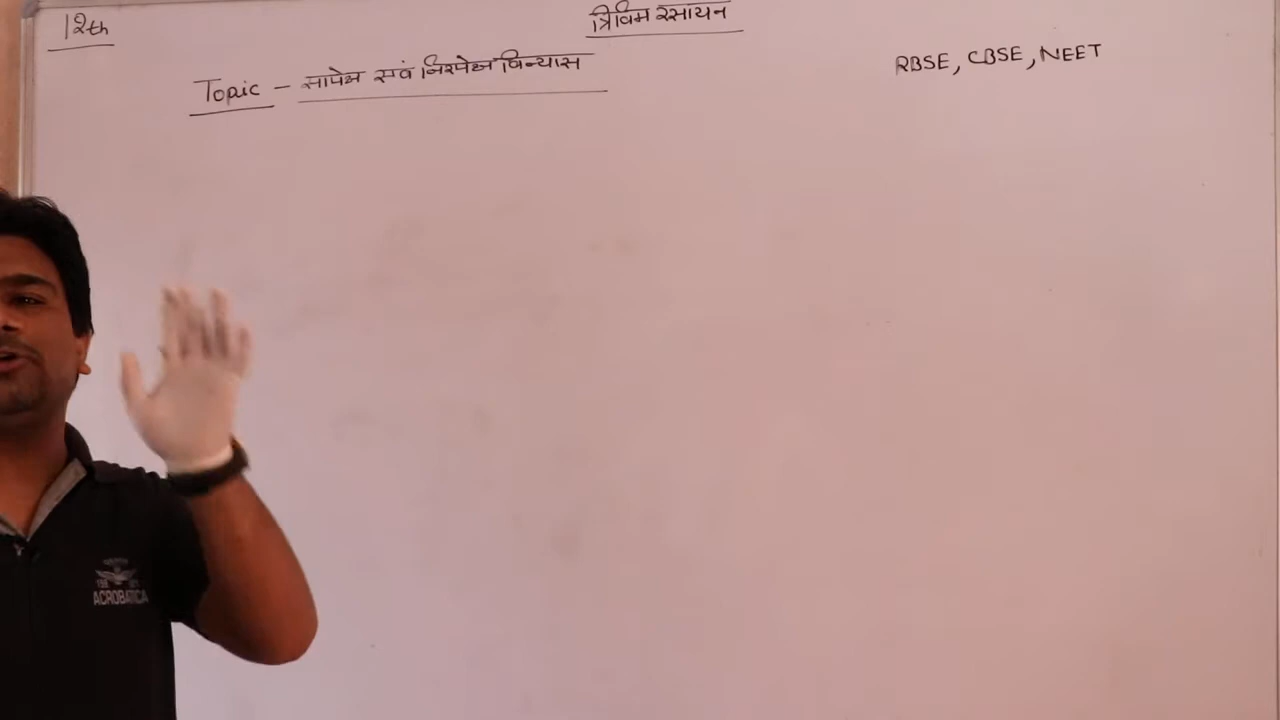 12th
त्रिविम रसायन
Topic - सापेक्ष एवं निरपेक्ष विन्यास
RBSE, CBSE, NEET
ACROBATICA